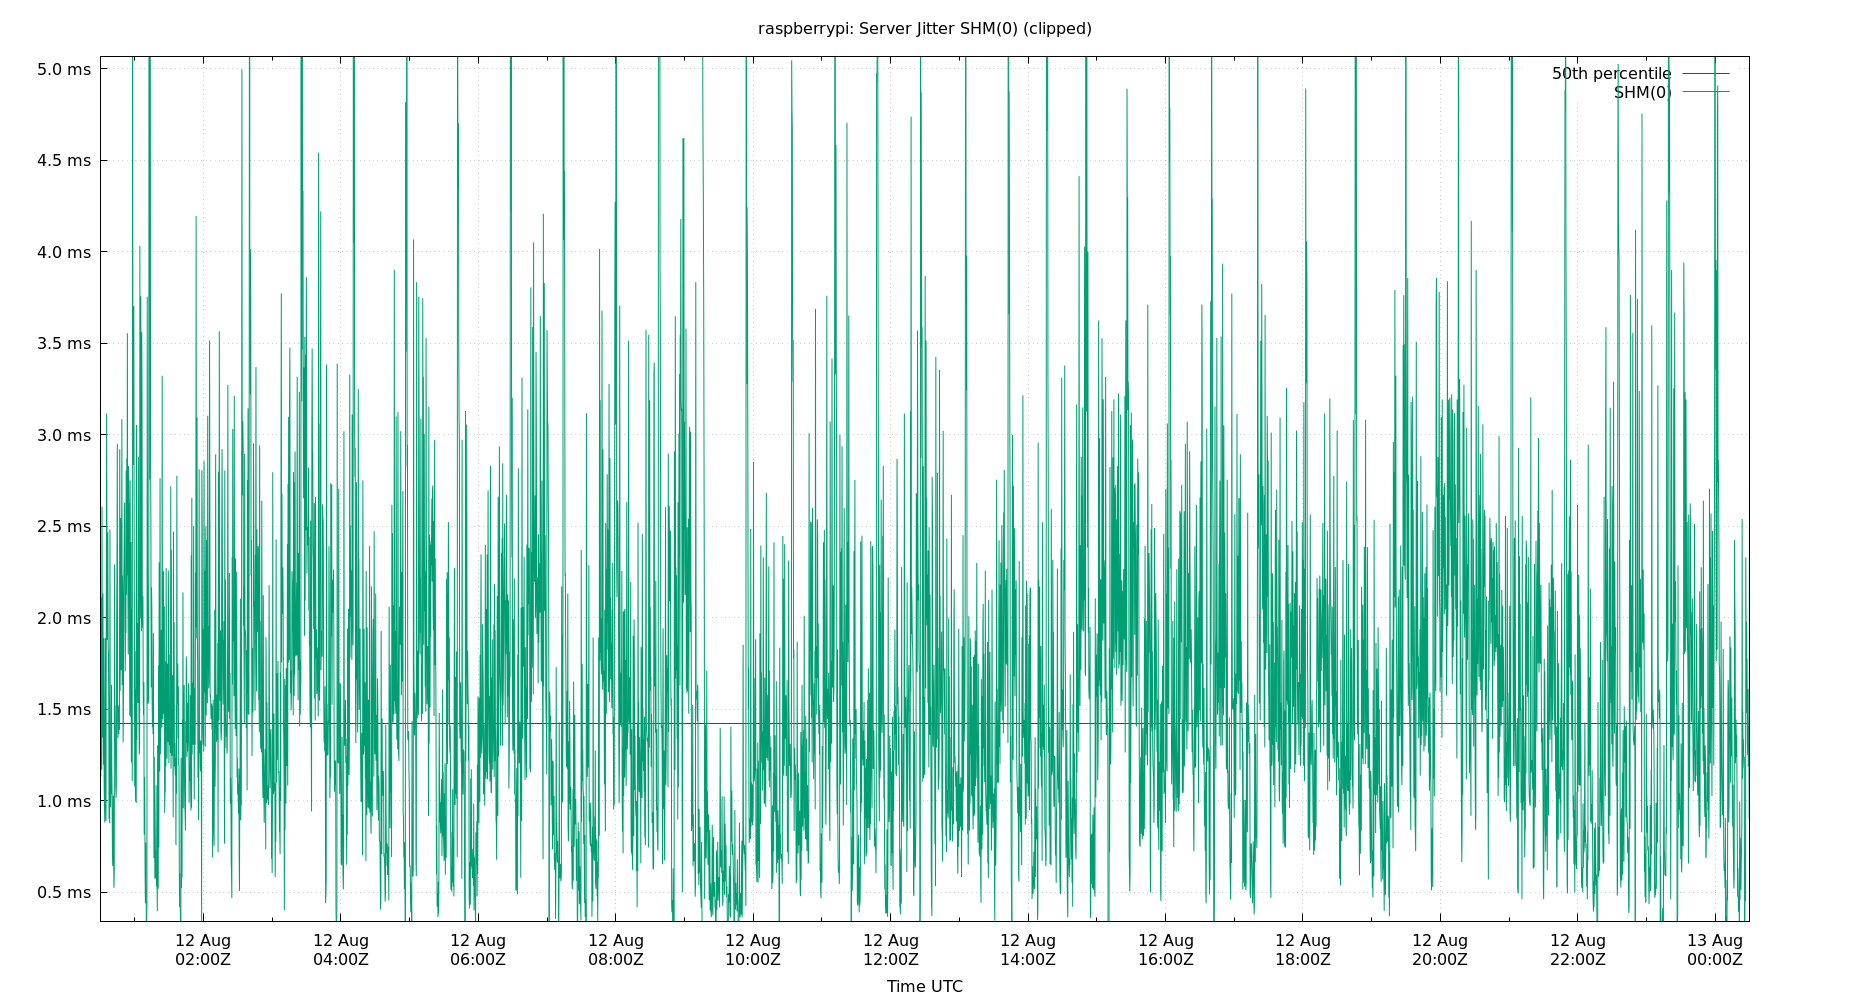 raspberrypi: Server Jitter SHM(0) (clipped)
5.0 ms
4.5 ms
4.0 ms
3.5 ms
3.0 ms
2.5 ms
2.0 ms
1.5 ms
1.0 ms
0.5 ms
50th percentile
SHM(0)
12 Aug 12 Aug 12 Aug 12 Aug 12 Aug 12 Aug 12 Aug 12 Aug 12 Aug 12 Aug 12 Aug 13 Aug
02:00Z 04:00Z 06:00Z 08:00Z 10:00Z 12:00Z 14:00Z 16:00Z 18:00Z 20:00Z 22:00Z 00:00Z
Time UTC